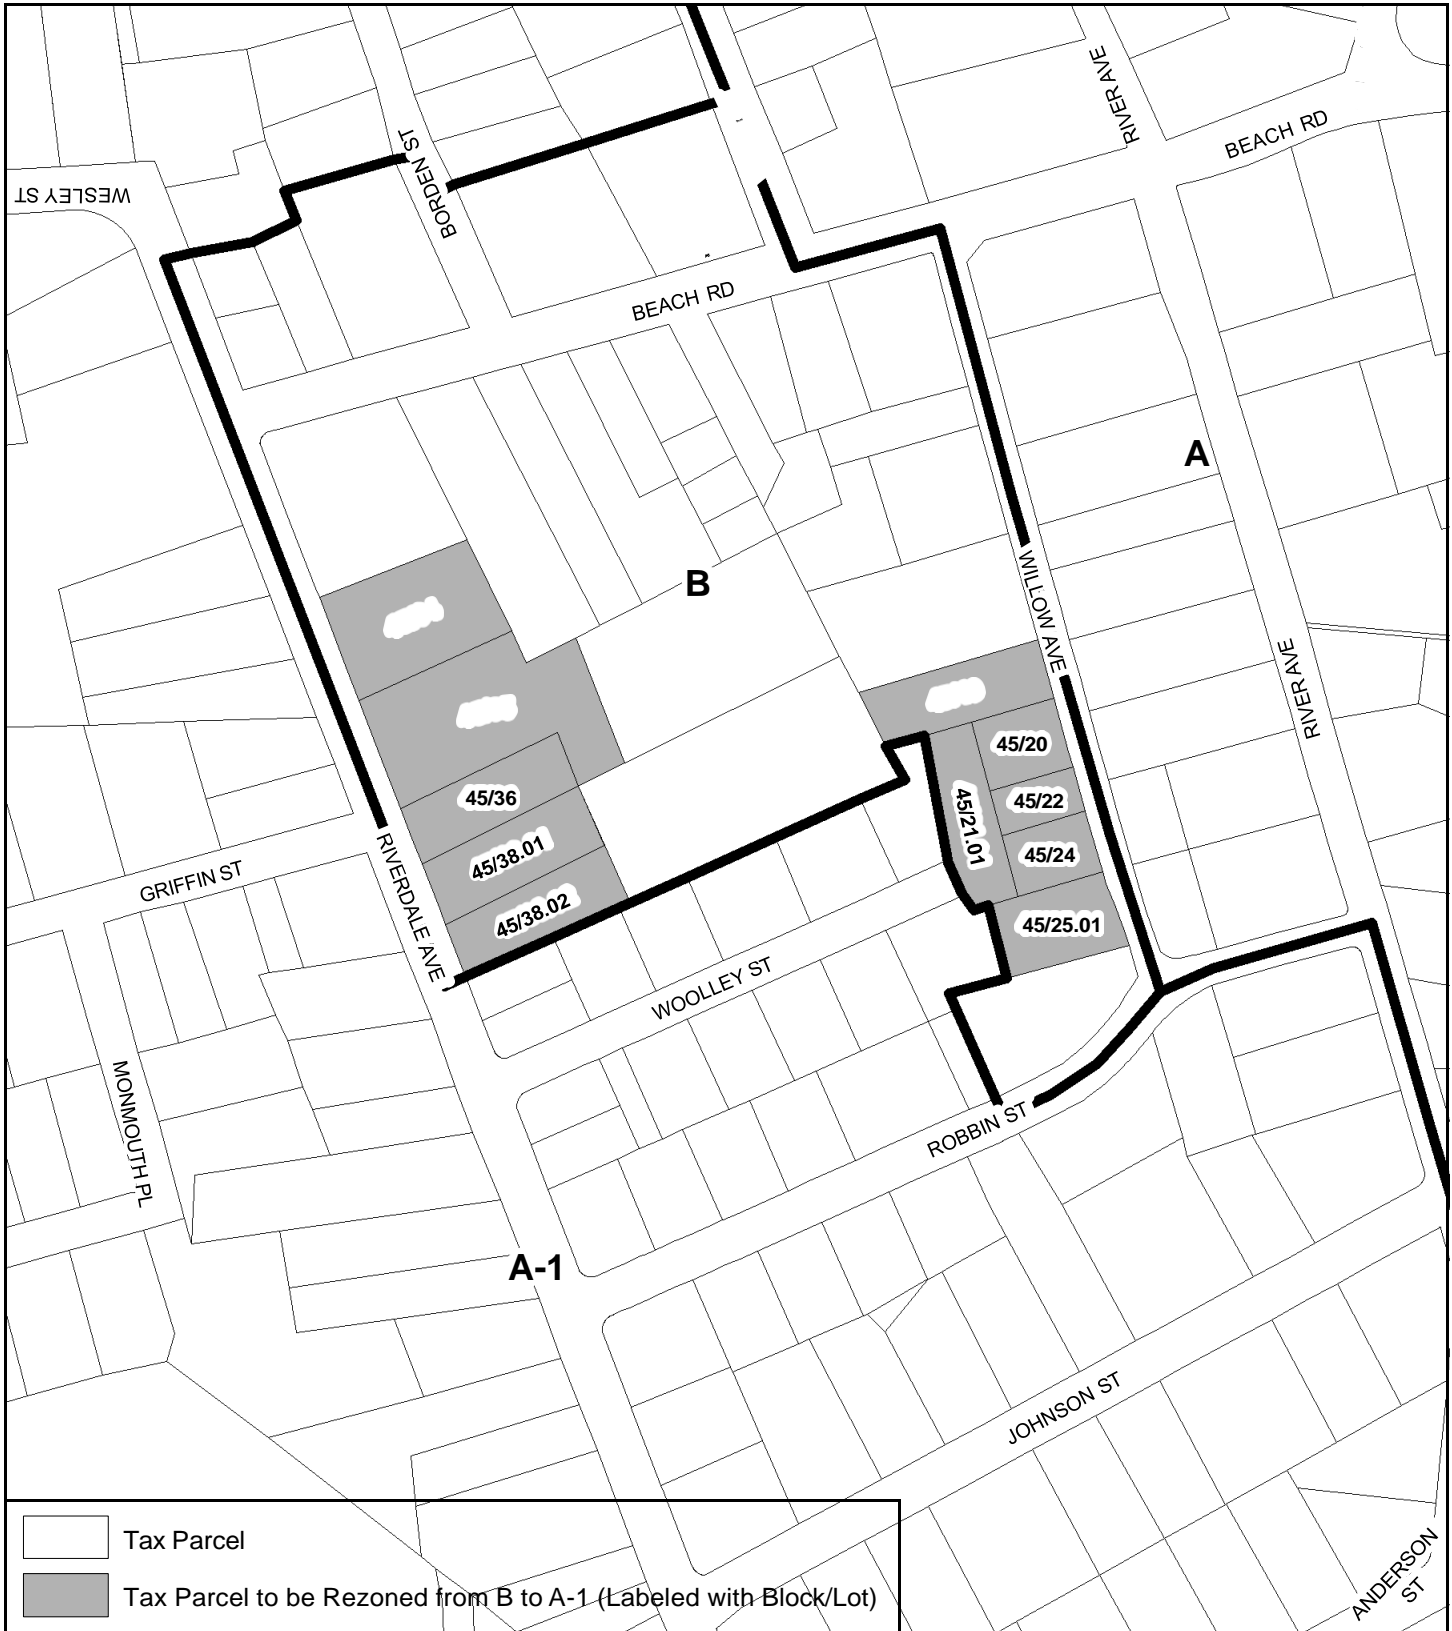 RIVER AVE
BEACH RD
BORDEN ST
WESLEY ST
BEACH RD
A
B
WILLOW AVE
RIVER AVE
45/20
45/36
45/22
45/21.01
45/38.01
45/24
GRIFFIN ST
RIVERDALE AVE
45/38.02
45/25.01
WOOLLEY ST
MONMOUTH PL
ROBBIN ST
A-1
JOHNSON ST
ANDERSON
ST
Tax Parcel
Tax Parcel to be Rezoned from B to A-1 (Labeled with Block/Lot)